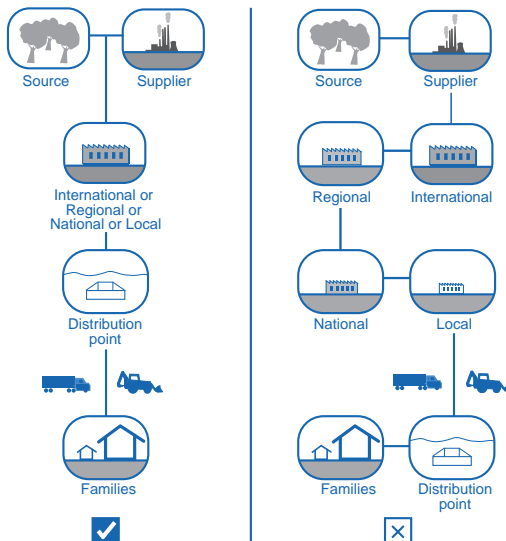 Source
Supplier
International or
Regional or
National or Local
Distribution
point
Families
Source
Supplier
Regional
International
National
Local
Families
Distribution
point